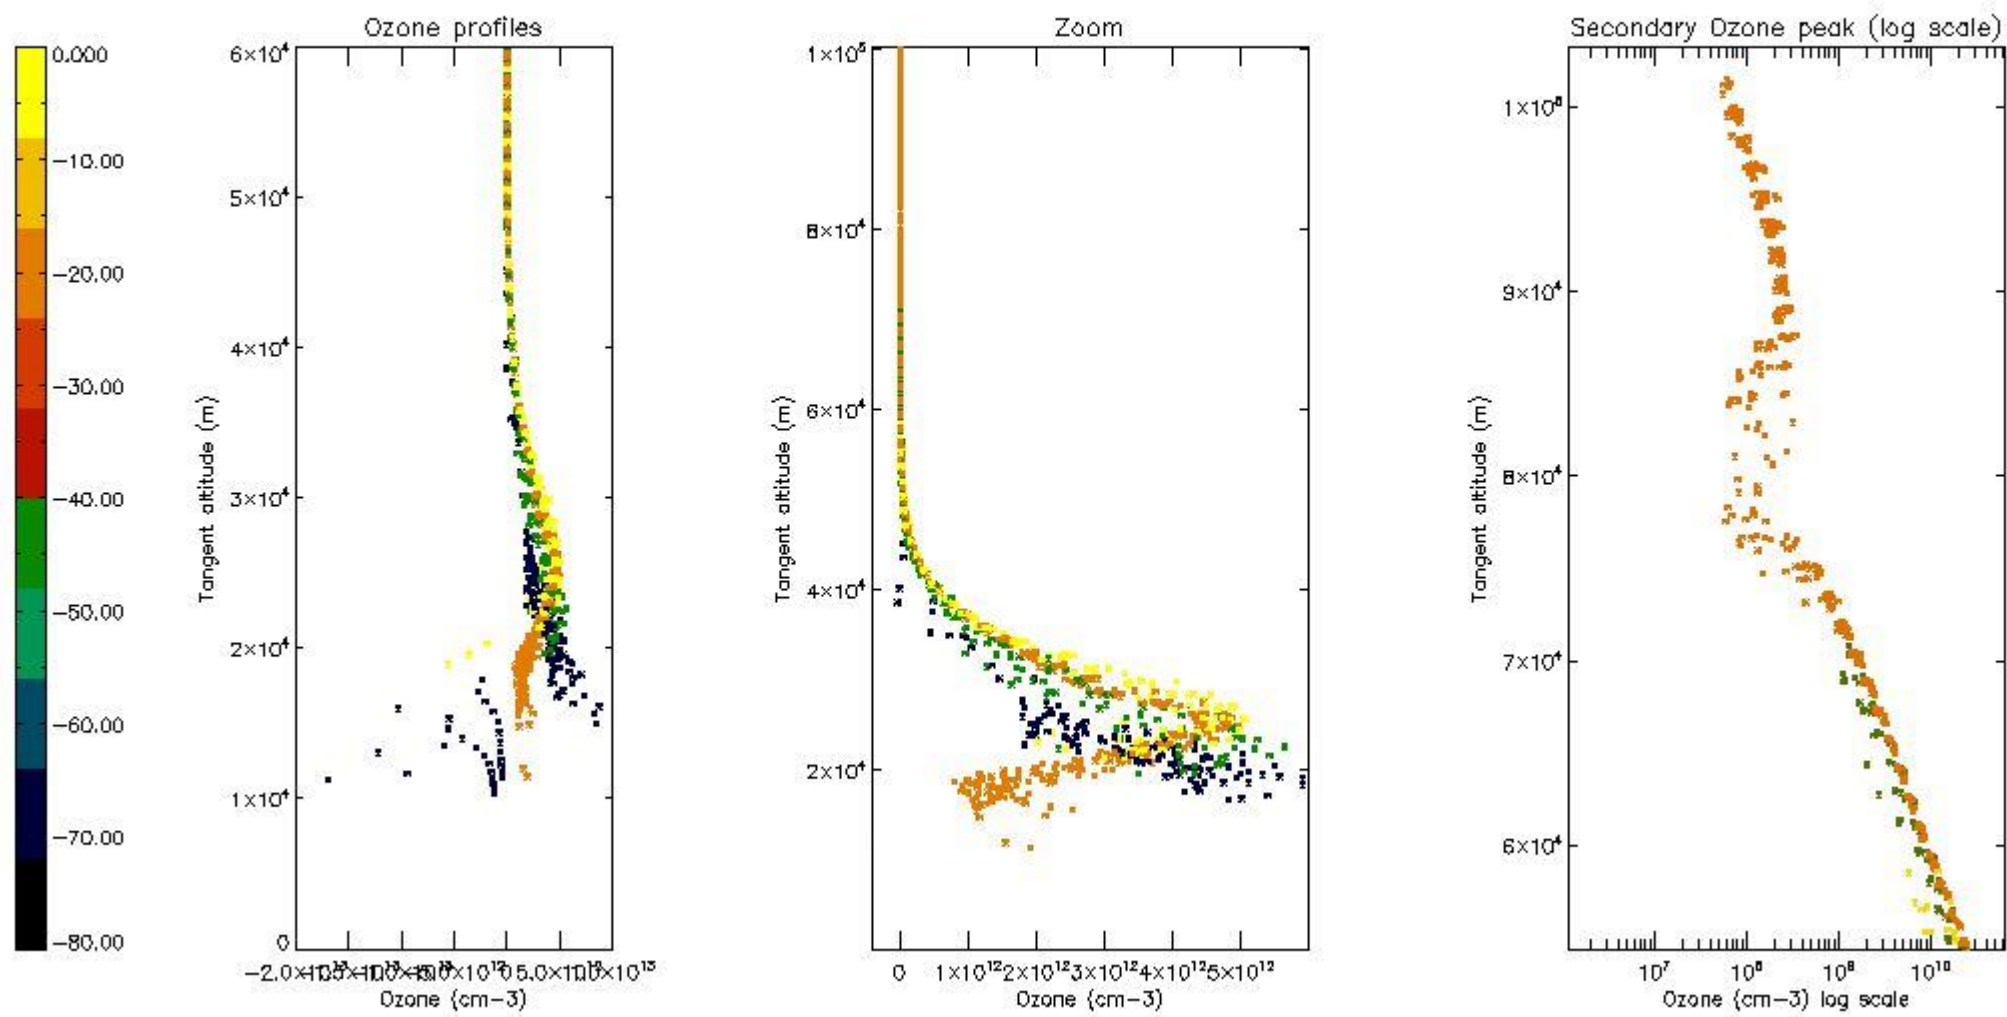 Ozone profiles
Zoom
Secondary Ozone peak (log scale)
0.000
−10.00
−20.00
−30.00
−40.00
−50.00
−60.00
−70.00
−80.00
Tangent altitude (m)
6×10⁴
5×10⁴
4×10⁴
3×10⁴
2×10⁴
1×10⁴
0
Ozone (cm−3)
Tangent altitude (m)
1×10⁵
8×10⁴
6×10⁴
4×10⁴
2×10⁴
0 1×10¹² 2×10¹² 3×10¹² 4×10¹² 5×10¹²
Ozone (cm−3)
Tangent altitude (m)
9×10⁴
8×10⁴
7×10⁴
6×10⁴
10⁷ 10⁸ 10⁹ 10¹⁰
Ozone (cm−3) log scale